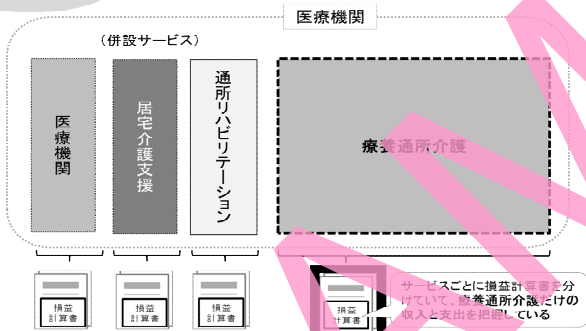 医療機関
（併設サービス）
医療機関
居宅介護支援
通所リハビリテーション
療養通所介護
損益
計算書
損益
計算書
損益
計算書
損益
計算書
サービスごとに損益計算書を分
けていて、療養通所介護だけの
収入と支出を把握している